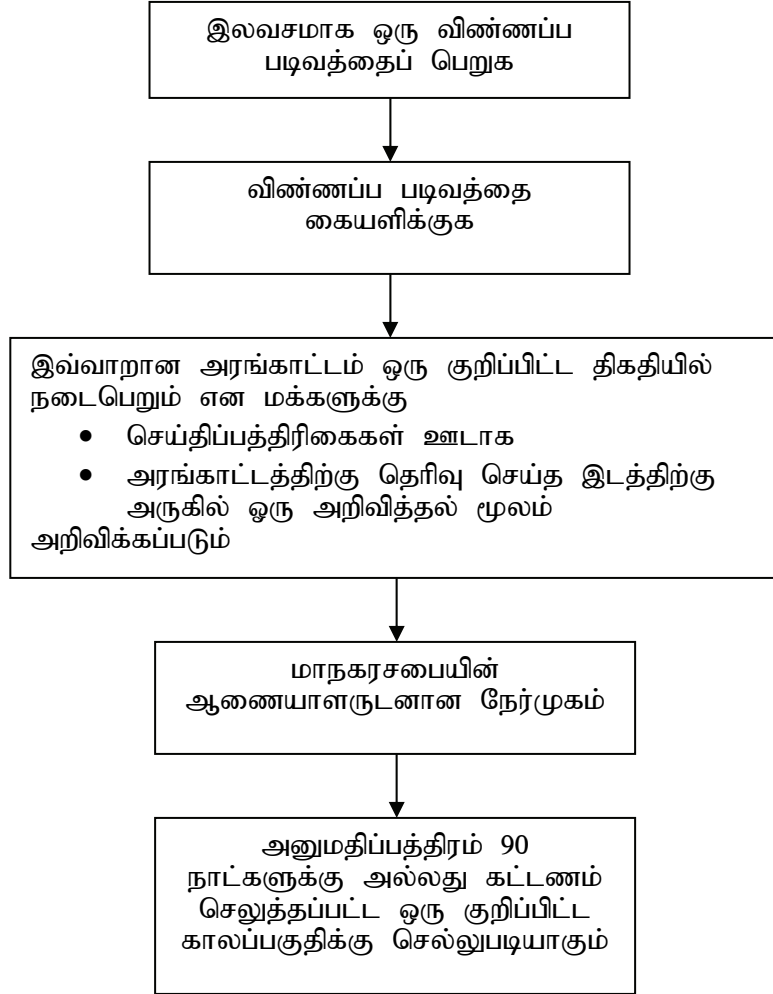 இலவசமாக ஒரு விண்ணப்ப
படிவத்தைப் பெறுக
விண்ணப்ப படிவத்தை
கையளிக்குக
இவ்வாறான அரங்காட்டம் ஒரு குறிப்பிட்ட திகதியில்
நடைபெறும் என மக்களுக்கு
• செய்திப்பத்திரிகைகள் ஊடாக
• அரங்காட்டத்திற்கு தெரிவு செய்த இடத்திற்கு
அருகில் ஓரு அறிவித்தல் மூலம்
அறிவிக்கப்படும்
மாநகரசபையின்
ஆணையாளருடனான நேர்முகம்
அனுமதிப்பத்திரம் 90
நாட்களுக்கு அல்லது கட்டணம்
செலுத்தப்பட்ட ஒரு குறிப்பிட்ட
காலப்பகுதிக்கு செல்லுபடியாகும்